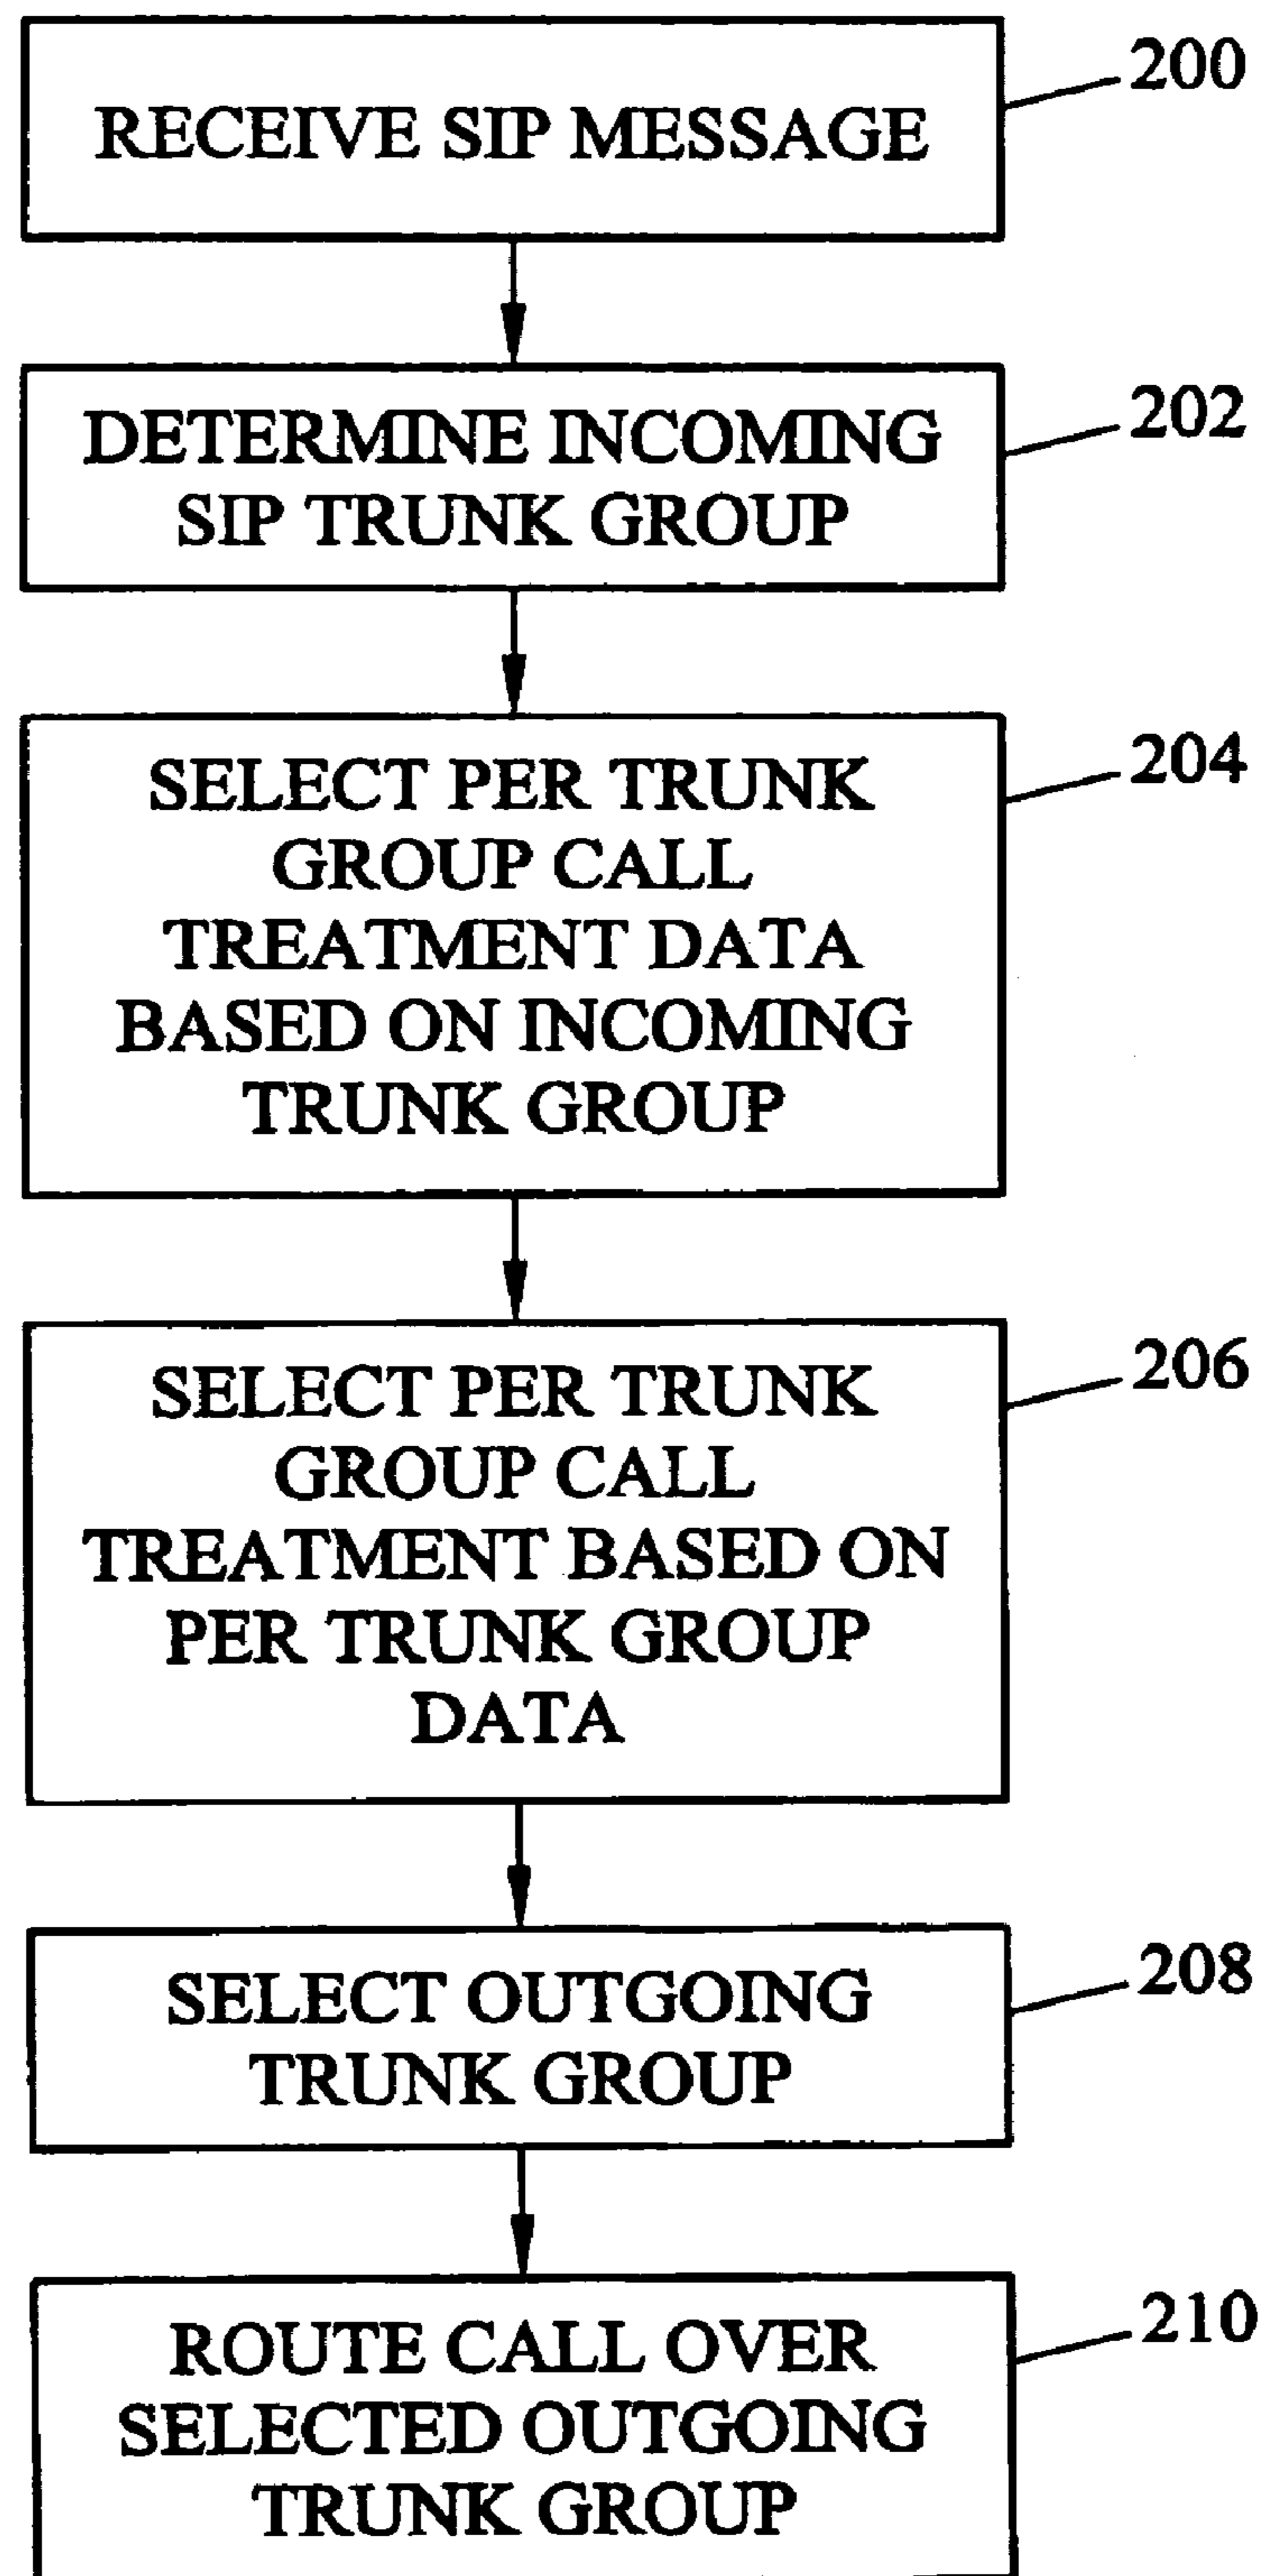 RECEIVE SIP MESSAGE
200
DETERMINE INCOMING
SIP TRUNK GROUP
202
SELECT PER TRUNK
GROUP CALL
TREATMENT DATA
BASED ON INCOMING
TRUNK GROUP
204
SELECT PER TRUNK
GROUP CALL
TREATMENT BASED ON
PER TRUNK GROUP
DATA
206
SELECT OUTGOING
TRUNK GROUP
208
ROUTE CALL OVER
SELECTED OUTGOING
TRUNK GROUP
210